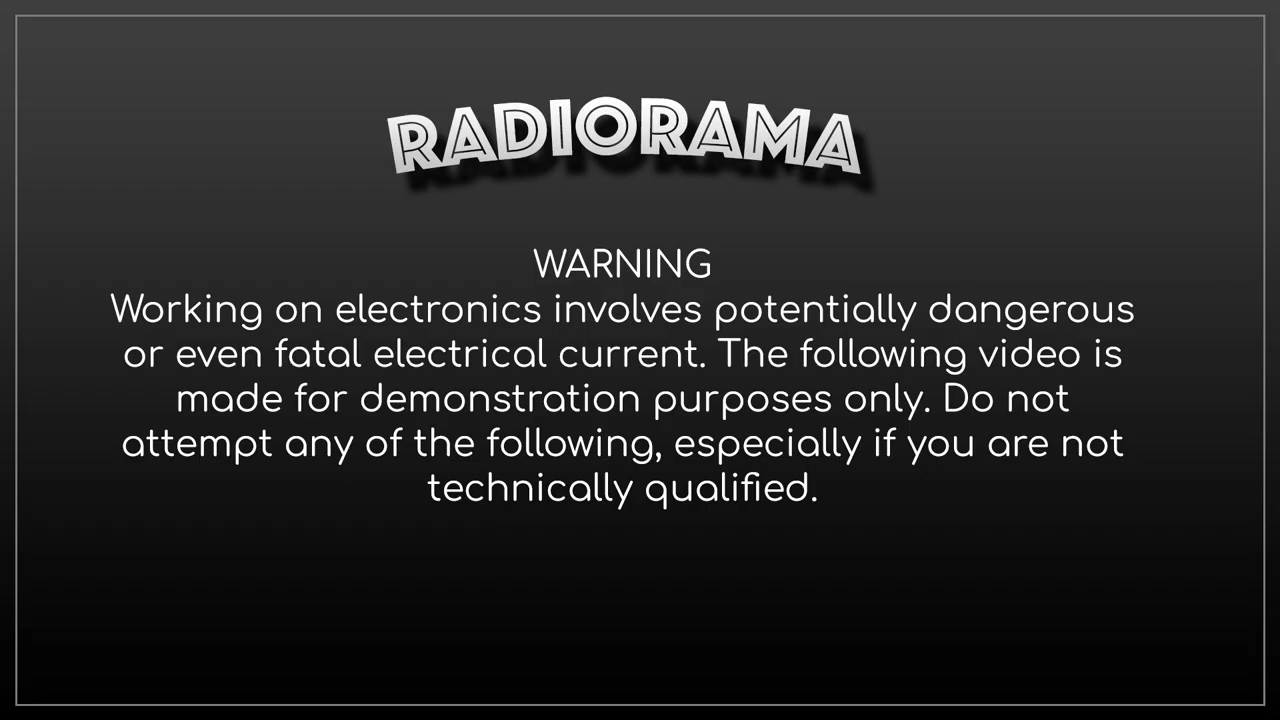 RADIORAMA
WARNING
Working on electronics involves potentially dangerous
or even fatal electrical current. The following video is
made for demonstration purposes only. Do not
attempt any of the following, especially if you are not
technically qualified.